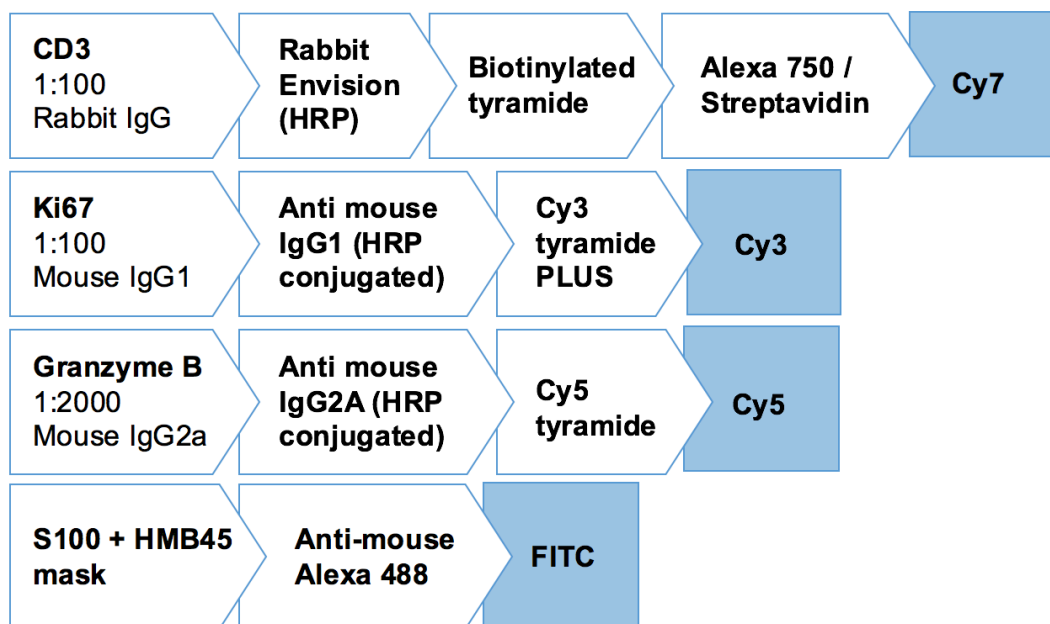 CD3
1:100
Rabbit IgG
Rabbit
Envision
(HRP)
Biotinylated
tyramide
Alexa 750 /
Streptavidin
Cy7
Ki67
1:100
Mouse IgG1
Anti mouse
IgG1 (HRP
conjugated)
Cy3
tyramide
PLUS
Cy3
Granzyme B
1:2000
Mouse IgG2a
Anti mouse
IgG2A (HRP
conjugated)
Cy5
tyramide
Cy5
S100 + HMB45
mask
Anti-mouse
Alexa 488
FITC